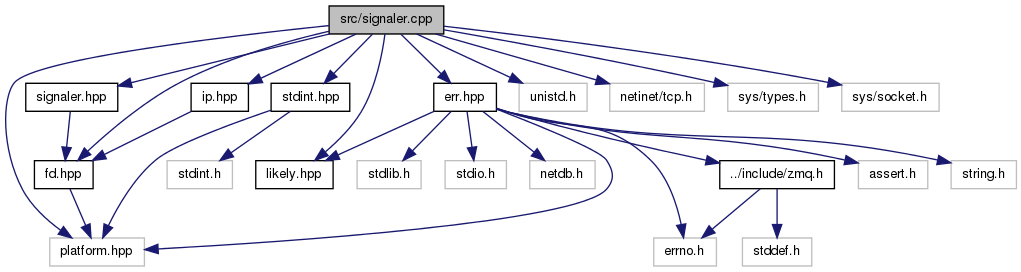 src/signaler.cpp
signaler.hpp
ip.hpp
stdint.hpp
err.hpp
unistd.h
netinet/tcp.h
sys/types.h
sys/socket.h
fd.hpp
stdint.h
likely.hpp
stdlib.h
stdio.h
netdb.h
../include/zmq.h
assert.h
string.h
platform.hpp
errno.h
stddef.h